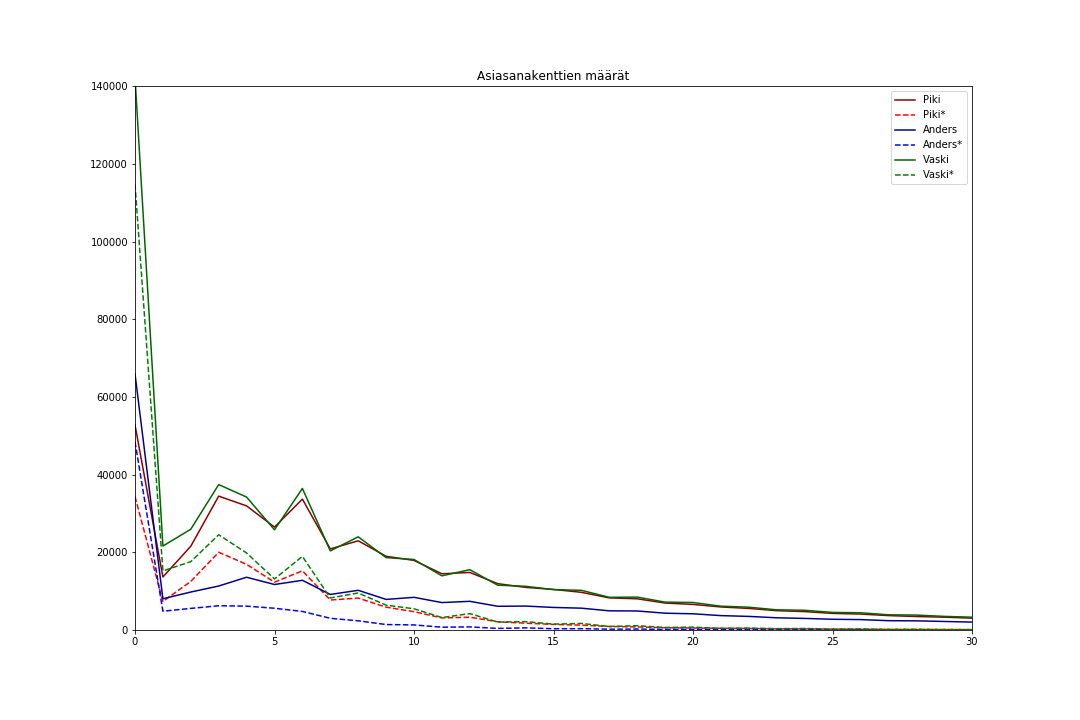 Asiasanakenttien määrät
140000
120000
100000
80000
60000
40000
20000
0
0 5 10 15 20 25 30
Piki
Piki*
Anders
Anders*
Vaski
Vaski*